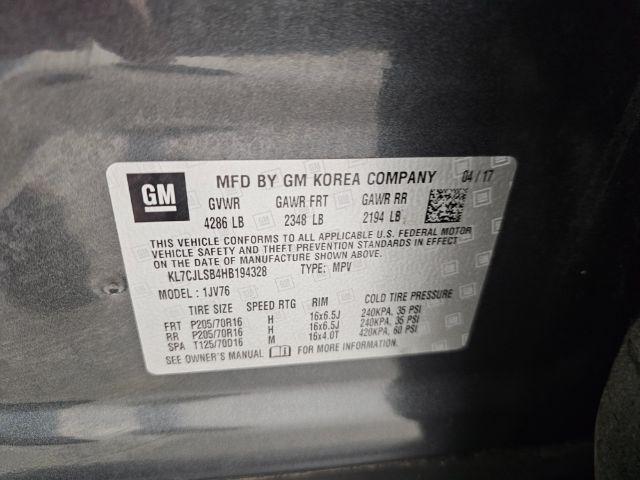 GM
MFD BY GM KOREA COMPANY 04/17
GVWR GAWR FRT GAWR RR
4286 LB 2348 LB 2194 LB
THIS VEHICLE CONFORMS TO ALL APPLICABLE U.S. FEDERAL MOTOR
VEHICLE SAFETY, BUMPER, AND THEFT PREVENTION STANDARDS IN EFFECT ON THE
DATE OF MANUFACTURE SHOWN ABOVE.
KL7CJLSB4HB194328 TYPE: MPV
MODEL : 1JV76
TIRE SIZE SPEED RTG RIM COLD TIRE PRESSURE
FRT P205/70R16 H 16x6.5J 240KPA, 35 PSI
RR P205/70R16 H 16x6.5J 240KPA, 35 PSI
SPA T125/70D16 M 16x4.0T 420KPA, 60 PSI
SEE OWNER'S MANUAL FOR MORE INFORMATION.